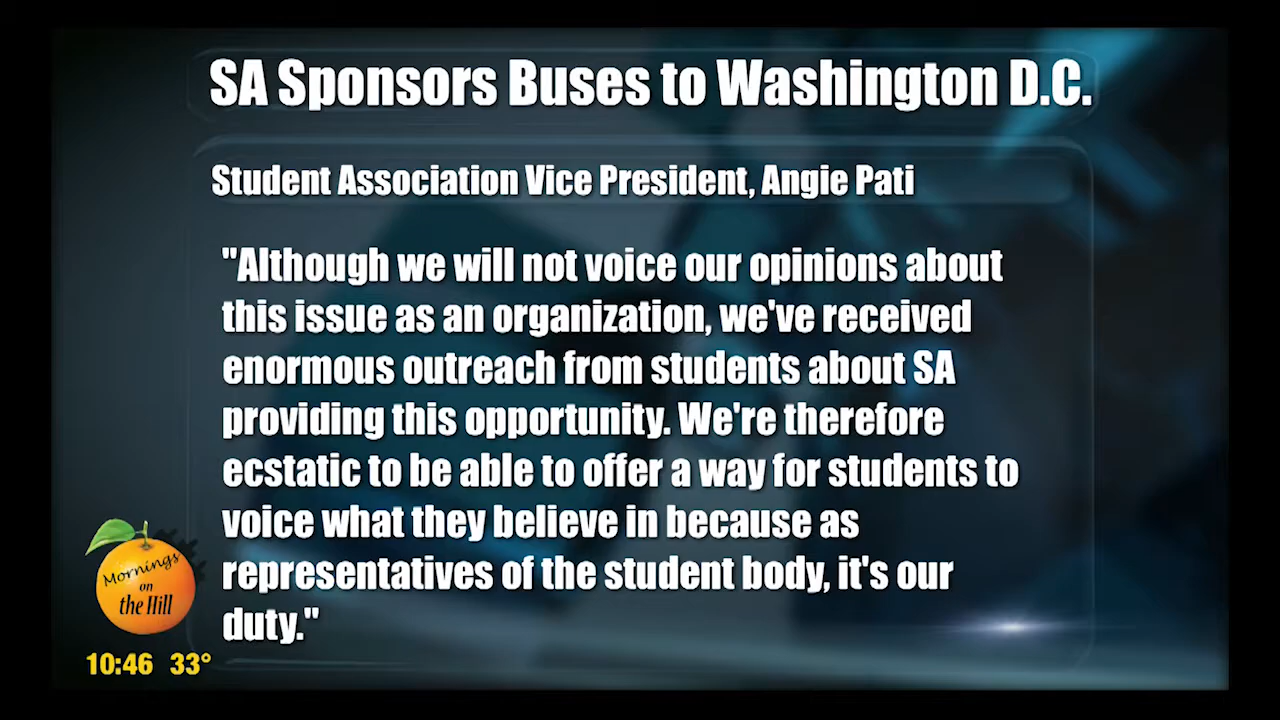 SA Sponsors Buses to Washington D.C.
Student Association Vice President, Angie Pati
"Although we will not voice our opinions about
this issue as an organization, we've received
enormous outreach from students about SA
providing this opportunity. We're therefore
ecstatic to be able to offer a way for students to
voice what they believe in because as
representatives of the student body, it's our
duty."
Mornings
on
the Hill
10:46 33°